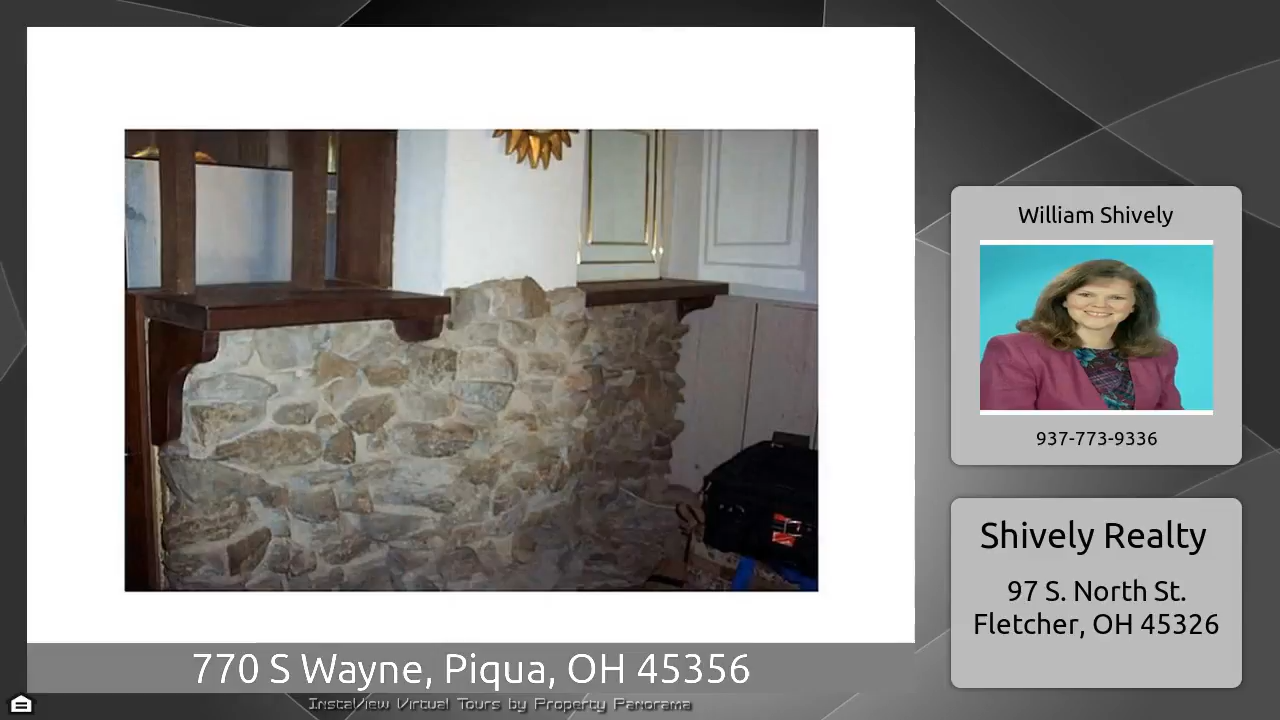 William Shively
937-773-9336
Shively Realty
97 S. North St.
Fletcher, OH 45326
770 S Wayne, Piqua, OH 45356
InstaView Virtual Tours by Property Panorama